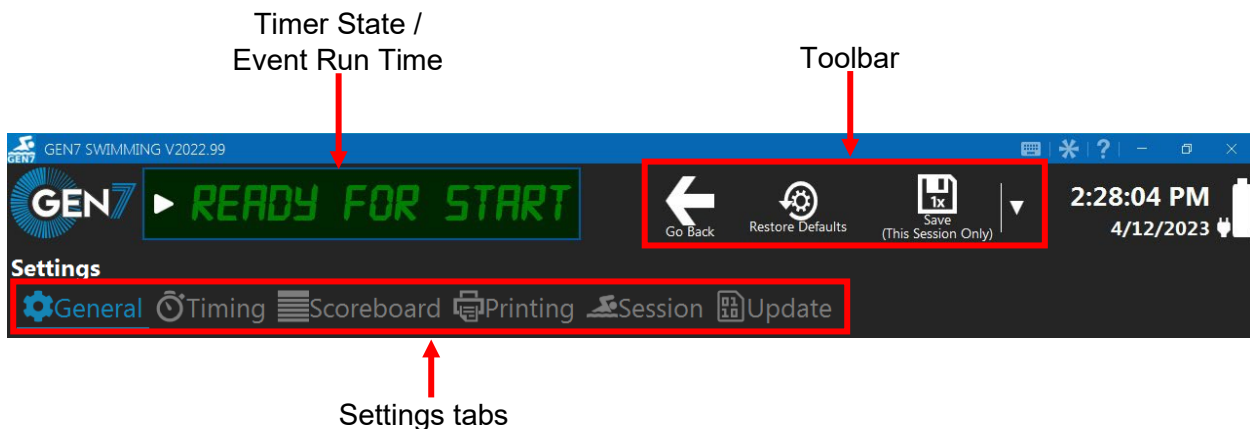 Timer State /
Event Run Time
Toolbar
GEN7 SWIMMING V2022.99
GEN7
READY FOR START
Go Back
Restore Defaults
1x
Save
(This Session Only)
2:28:04 PM
4/12/2023
Settings
General Timing Scoreboard Printing Session Update
Settings tabs